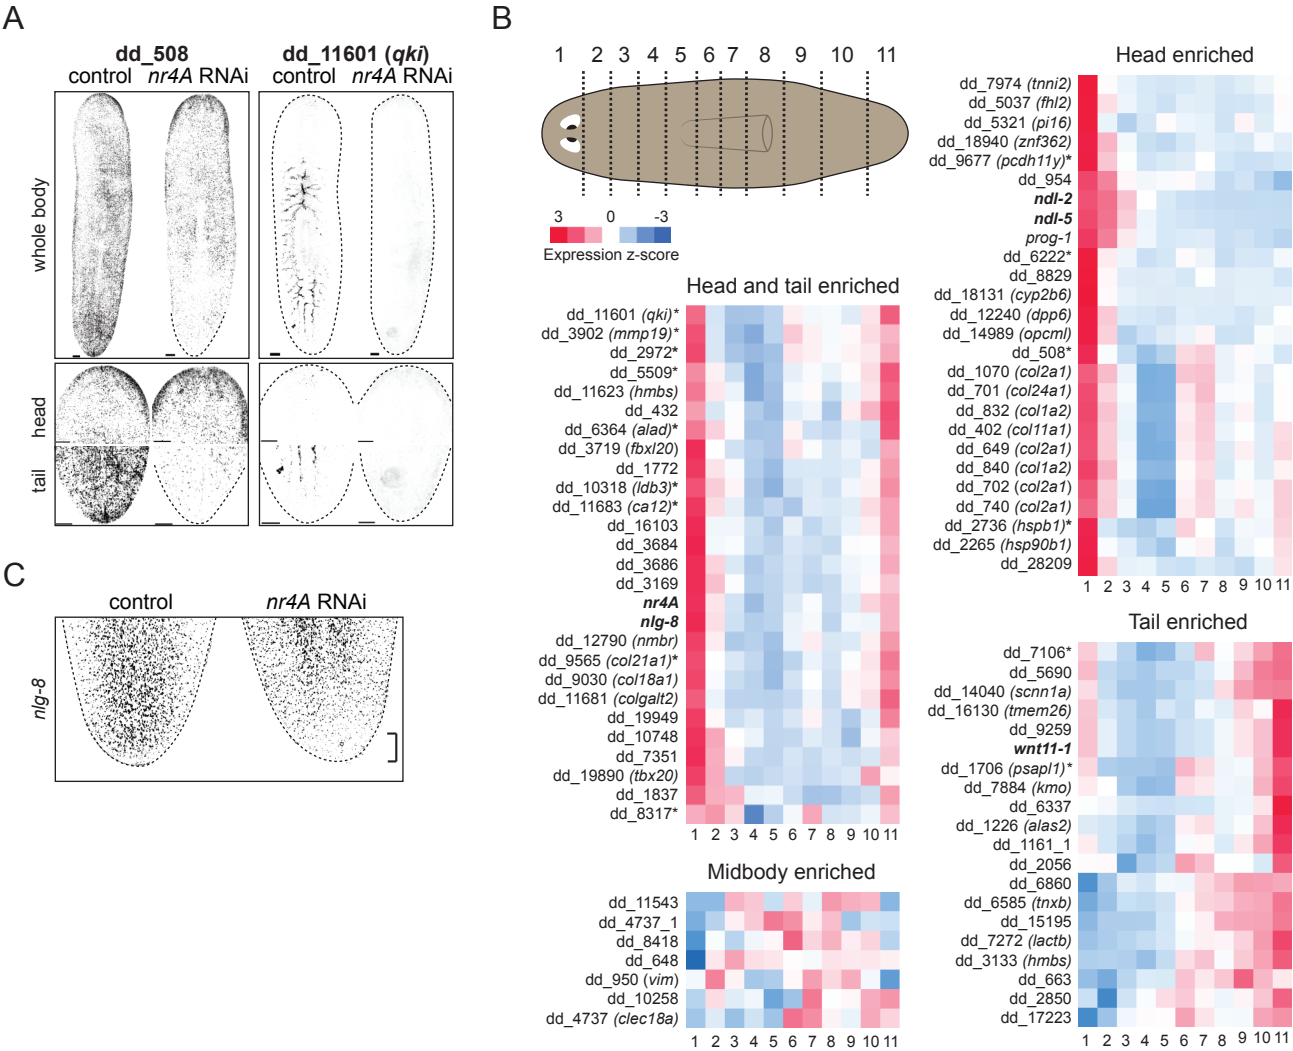 A
dd_508
dd_11601 (qki)
control nr4A RNAi
control nr4A RNAi
whole body
head
tail
B
1 2 3 4 5 6 7 8 9 10 11
3 0 -3
Expression z-score
Head and tail enriched
dd_11601 (qki)*
dd_3902 (mmp19)*
dd_2972*
dd_5509*
dd_11623 (hmbs)
dd_432
dd_6364 (alad)*
dd_3719 (fbxl20)
dd_1772
dd_10318 (ldb3)*
dd_11683 (ca12)*
dd_16103
dd_3684
dd_3686
dd_3169
nr4A
nlg-8
dd_12790 (nmbr)
dd_9565 (col21a1)*
dd_9030 (col18a1)
dd_11681 (colgalt2)
dd_19949
dd_10748
dd_7351
dd_19890 (tbx20)
dd_1837
dd_8317*
1 2 3 4 5 6 7 8 9 10 11
Midbody enriched
dd_11543
dd_4737_1
dd_8418
dd_648
dd_950 (vim)
dd_10258
dd_4737 (clec18a)
1 2 3 4 5 6 7 8 9 10 11
Head enriched
dd_7974 (tnni2)
dd_5037 (fhl2)
dd_5321 (pi16)
dd_18940 (znf362)
dd_9677 (pcdh11y)*
dd_954
ndl-2
ndl-5
prog-1
dd_6222*
dd_8829
dd_18131 (cyp2b6)
dd_12240 (dpp6)
dd_14989 (opcml)
dd_508*
dd_1070 (col2a1)
dd_701 (col24a1)
dd_832 (col1a2)
dd_402 (col11a1)
dd_649 (col2a1)
dd_840 (col1a2)
dd_702 (col2a1)
dd_740 (col2a1)
dd_2736 (hspb1)*
dd_2265 (hsp90b1)
dd_28209
1 2 3 4 5 6 7 8 9 10 11
Tail enriched
dd_7106*
dd_5690
dd_14040 (scnn1a)
dd_16130 (tmem26)
dd_9259
wnt11-1
dd_1706 (psapl1)*
dd_7884 (kmo)
dd_6337
dd_1226 (alas2)
dd_1161_1
dd_2056
dd_6860
dd_6585 (tnxb)
dd_15195
dd_7272 (lactb)
dd_3133 (hmbs)
dd_663
dd_2850
dd_17223
1 2 3 4 5 6 7 8 9 10 11
C
control nr4A RNAi
nlg-8